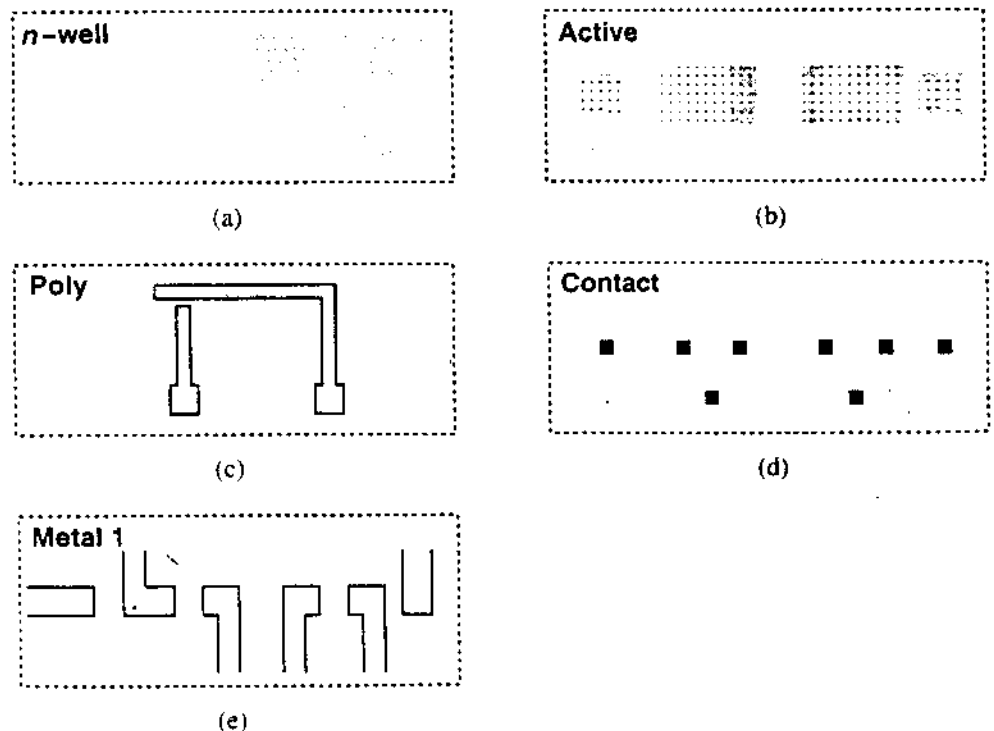 n-well
Active
(a)
(b)
Poly
Contact
(c)
(d)
Metal 1
(e)